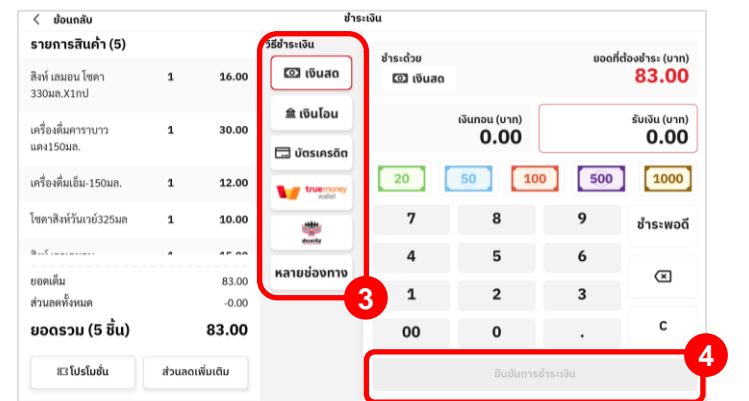 ย้อนกลับ
ชำระเงิน
รายการสินค้า (5)
สิงห์ เลมอน โซดา 1 16.00
330มล.X1กป
เครื่องดื่มคาราบาว 1 30.00
แดง150มล.
เครื่องดื่มเอ็ม-150มล. 1 12.00
โซดาสิงห์วันเวย์325มล 1 10.00
ยอดเต็ม 83.00
ส่วนลดทั้งหมด -0.00
ยอดรวม (5 ชิ้น) 83.00
โปรโมชั่น
ส่วนลดเพิ่มเติม
วิธีชำระเงิน
เงินสด
เงินโอน
บัตรเครดิต
truemoney
wallet
หลายช่องทาง
3
ชำระด้วย
เงินสด
ยอดที่ต้องชำระ (บาท)
83.00
เงินทอน (บาท)
0.00
รับเงิน (บาท)
0.00
20 50 100 500 1000
7 8 9 ชำระพอดี
4 5 6
1 2 3
00 0 . C
ยืนยันการชำระเงิน
4